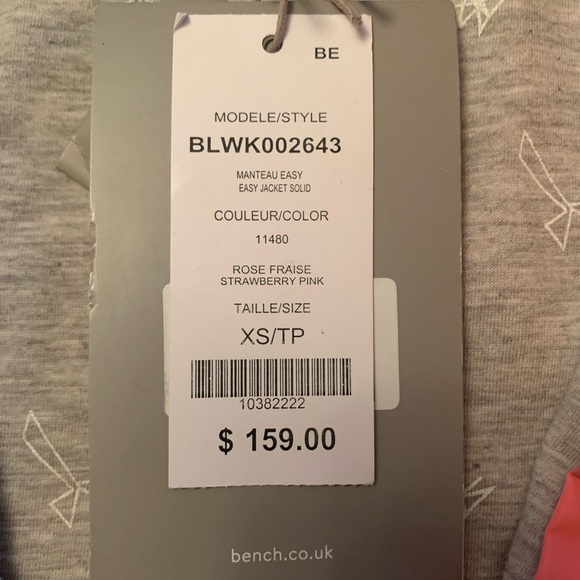 BE
MODELE/STYLE
BLWK002643
MANTEAU EASY
EASY JACKET SOLID
COULEUR/COLOR
11480
ROSE FRAISE
STRAWBERRY PINK
TAILLE/SIZE
XS/TP
10382222
$ 159.00
bench.co.uk